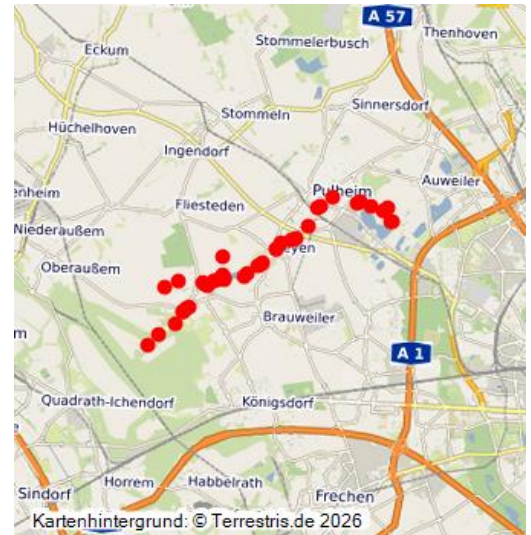 A 57
Thenhoven
Stommelerbusch
Eckum
Sinnersdorf
Stommeln
Hüchelhoven
Ingendorf
Auweiler
Pulheim
enheim
Fliesteden
Niederaußem
eyen
Oberaußem
Brauweiler
m
A 1
Quadrath-Ichendorf
Königsdorf
Horrem
Habbelrath
Sindorf
Frechen
Kartenhintergrund: © Terrestris.de 2026